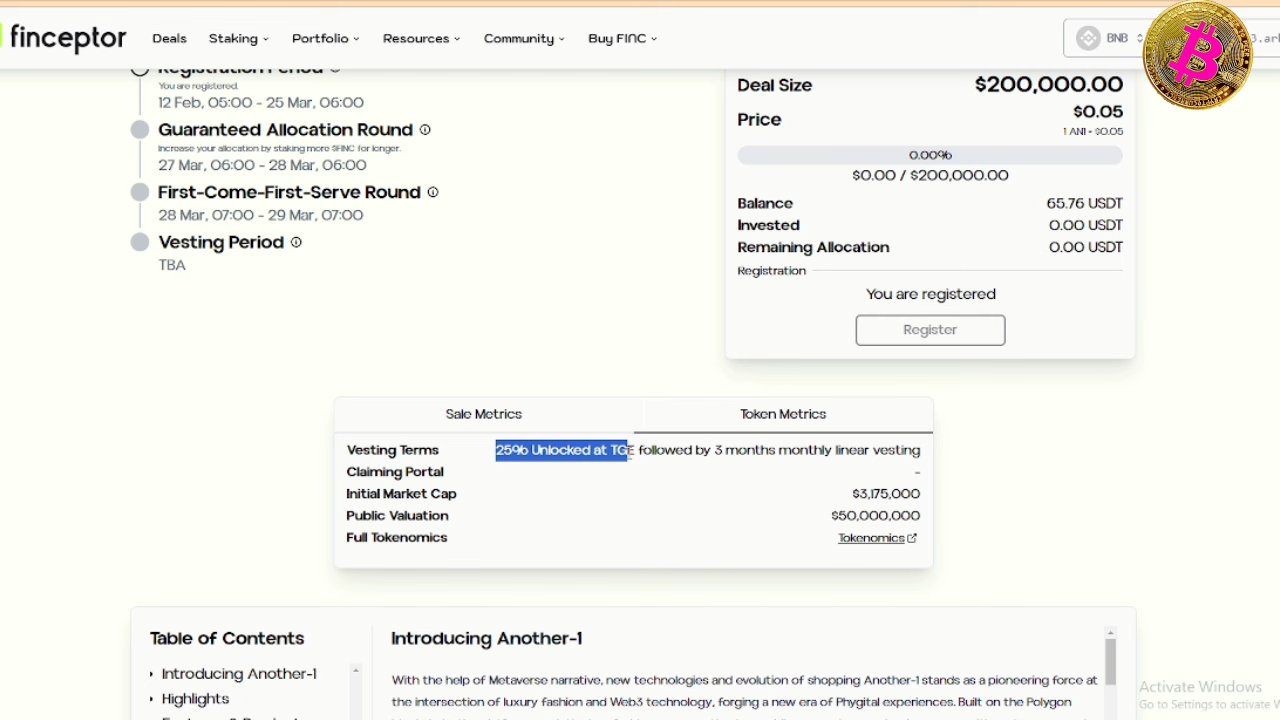 finceptor Deals Staking Portfolio Resources Community Buy FINC BNB
Registration Period
You are registered.
12 Feb, 05:00 - 25 Mar, 06:00
Guaranteed Allocation Round
Increase your allocation by staking more $FINC for longer.
27 Mar, 06:00 - 28 Mar, 06:00
First-Come-First-Serve Round
28 Mar, 07:00 - 29 Mar, 07:00
Vesting Period
TBA
Deal Size $200,000.00
Price $0.05
1 ANI = $0.05
0.00%
$0.00 / $200,000.00
Balance 65.76 USDT
Invested 0.00 USDT
Remaining Allocation 0.00 USDT
Registration
You are registered
Register
Sale Metrics Token Metrics
Vesting Terms 25% Unlocked at TGE followed by 3 months monthly linear vesting
Claiming Portal -
Initial Market Cap $3,175,000
Public Valuation $50,000,000
Full Tokenomics Tokenomics
Table of Contents
Introducing Another-1
Highlights
Introducing Another-1
With the help of Metaverse narrative, new technologies and evolution of shopping Another-1 stands as a pioneering force at
the intersection of luxury fashion and Web3 technology, forging a new era of Phygital experiences. Built on the Polygon
Activate Windows
Go to Settings to activate W